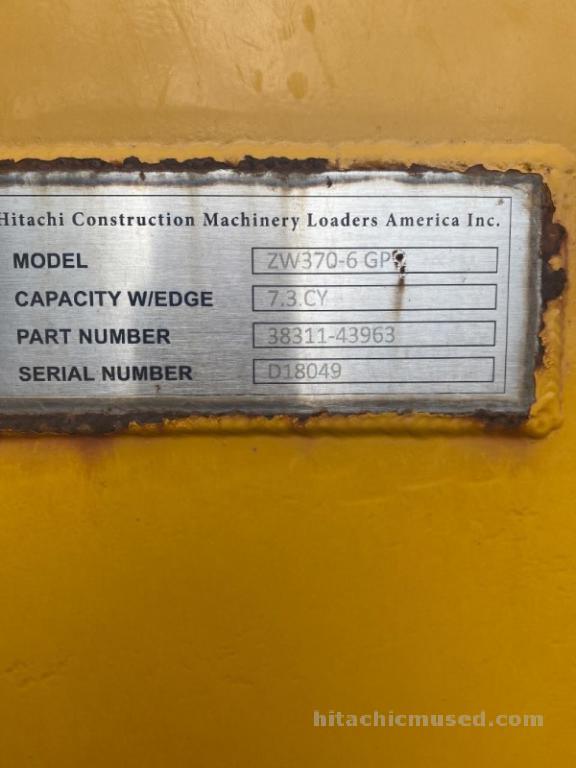 Hitachi Construction Machinery Loaders America Inc.
MODEL ZW370-6 GP
CAPACITY W/EDGE 7.3.CY
PART NUMBER 38311-43963
SERIAL NUMBER D18049
hitachicmused.com